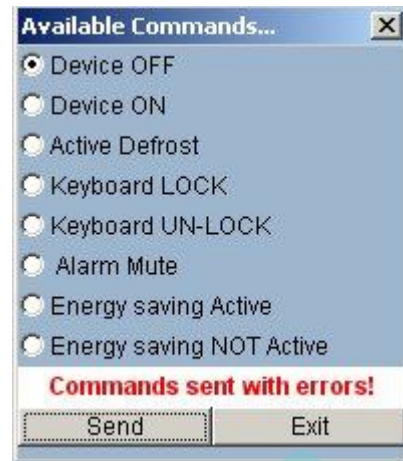 Available Commands...
Device OFF
Device ON
Active Defrost
Keyboard LOCK
Keyboard UN-LOCK
Alarm Mute
Energy saving Active
Energy saving NOT Active
Commands sent with errors!
Send Exit